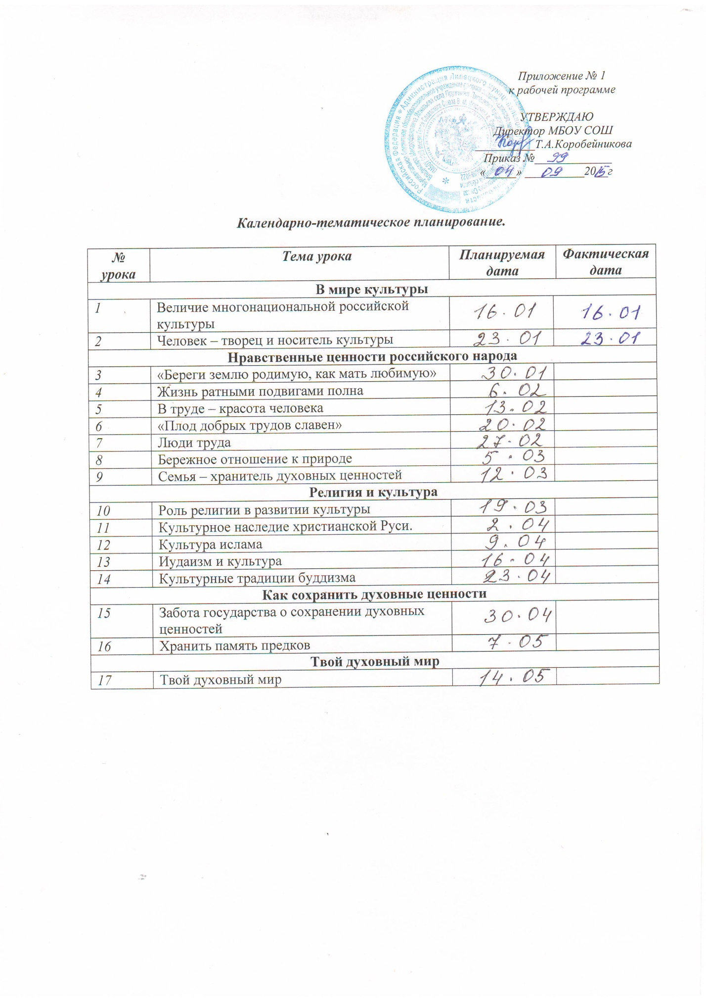 Приложение № 1
к рабочей программе
УТВЕРЖДАЮ
Директор МБОУ СОШ
Т.А.Коробейникова
Приказ № 99
«04» 09 2015г
Российская Федерация * Администрация Липецкого
Календарно-тематическое планирование.
№ урока Тема урока Планируемая дата Фактическая дата
В мире культуры
1 Величие многонациональной российской 16.01 16.01
культуры
2 Человек – творец и носитель культуры 23.01 23.01
Нравственные ценности российского народа
3 «Береги землю родимую, как мать любимую» 30.01
4 Жизнь ратными подвигами полна 6.02
5 В труде – красота человека 13.02
6 «Плод добрых трудов славен» 20.02
7 Люди труда 27.02
8 Бережное отношение к природе 5.03
9 Семья – хранитель духовных ценностей 12.03
Религия и культура
10 Роль религии в развитии культуры 19.03
11 Культурное наследие христианской Руси. 2.04
12 Культура ислама 9.04
13 Иудаизм и культура 16.04
14 Культурные традиции буддизма 23.04
Как сохранить духовные ценности
15 Забота государства о сохранении духовных 30.04
ценностей
16 Хранить память предков 7.05
Твой духовный мир
17 Твой духовный мир 14.05